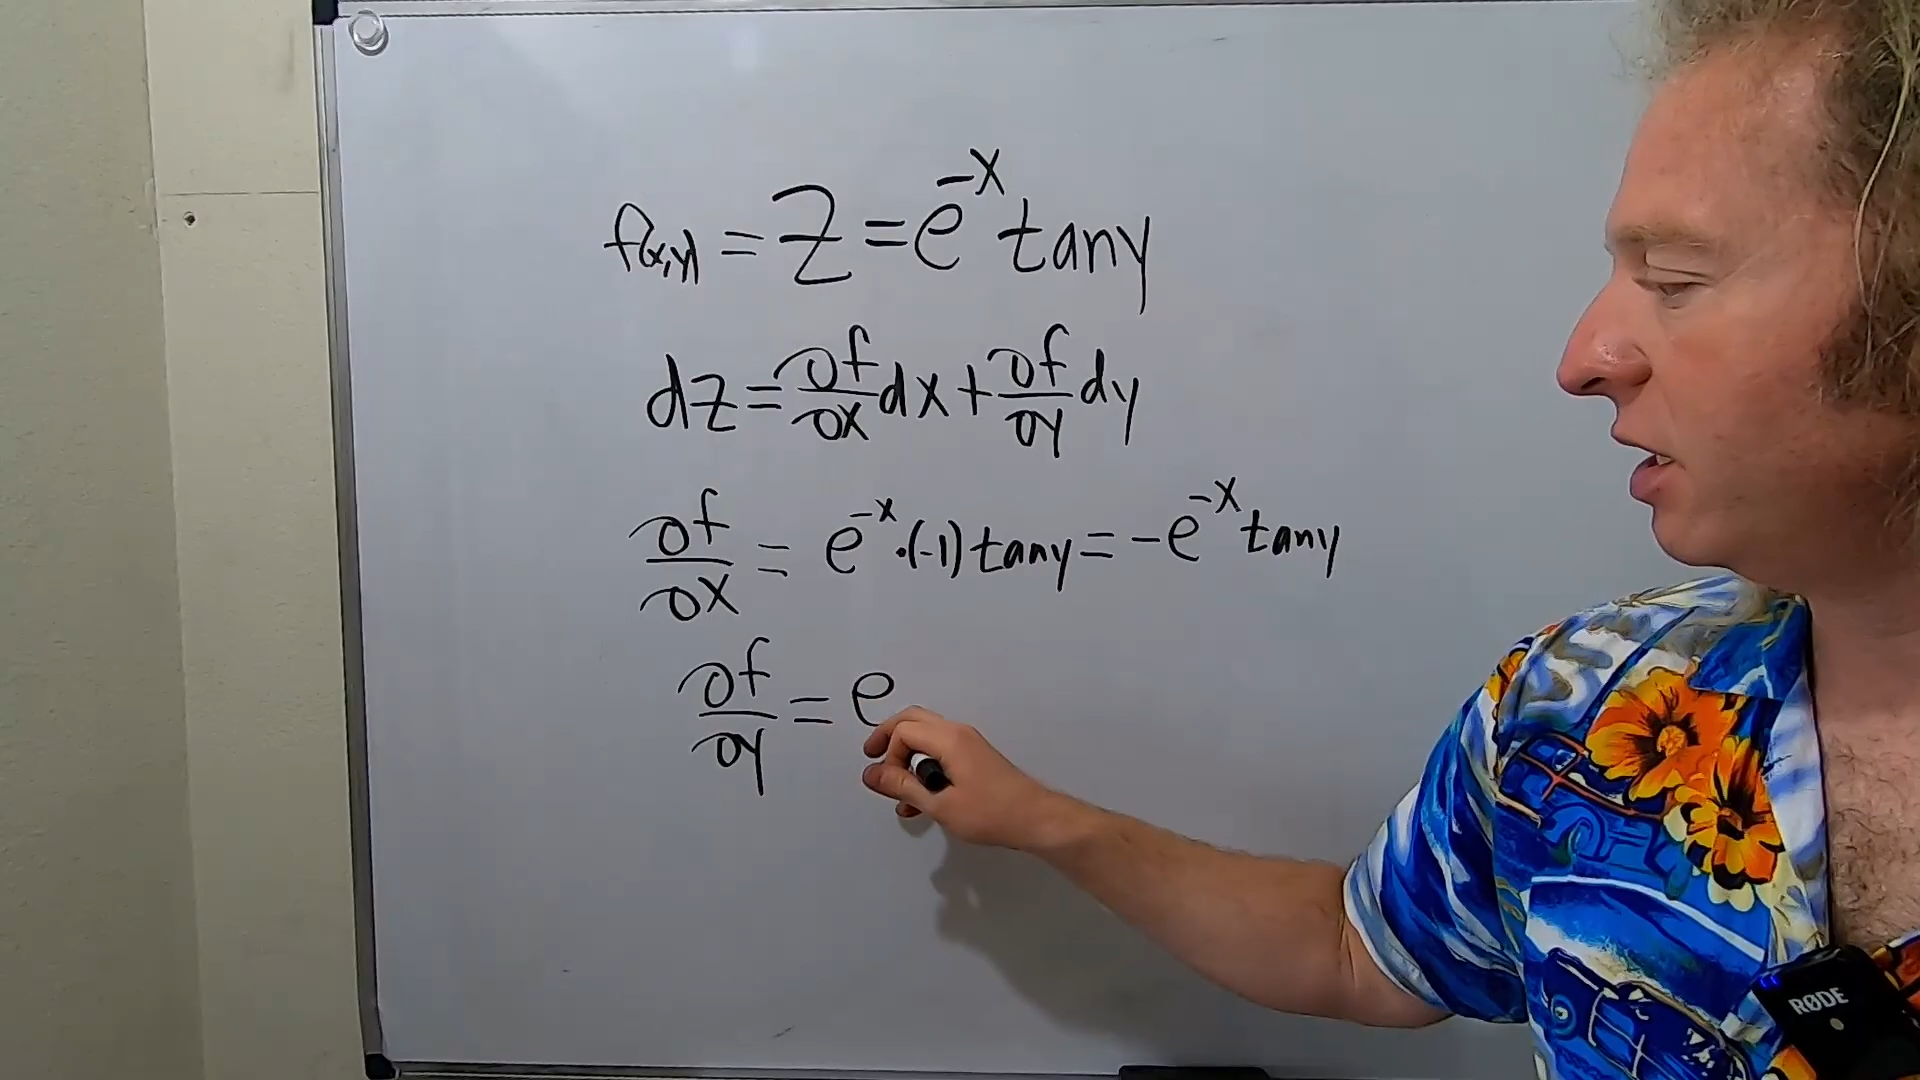 f(x,y) = Z = e^-x tany
dz = ∂f/∂x dx + ∂f/∂y dy
∂f/∂x = e^-x · (-1) tany = -e^-x tany
∂f/∂y = e
RØDE